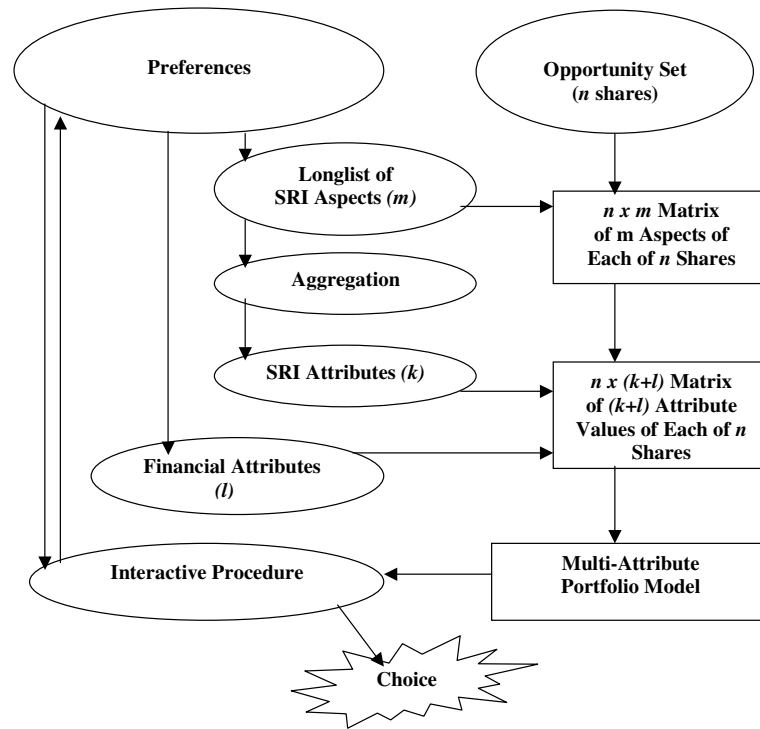 Preferences
Opportunity Set
(n shares)
Longlist of
SRI Aspects (m)
n x m Matrix
of m Aspects of
Each of n Shares
Aggregation
SRI Attributes (k)
n x (k+l) Matrix
of (k+l) Attribute
Values of Each of n
Shares
Financial Attributes
(l)
Interactive Procedure
Multi-Attribute
Portfolio Model
Choice